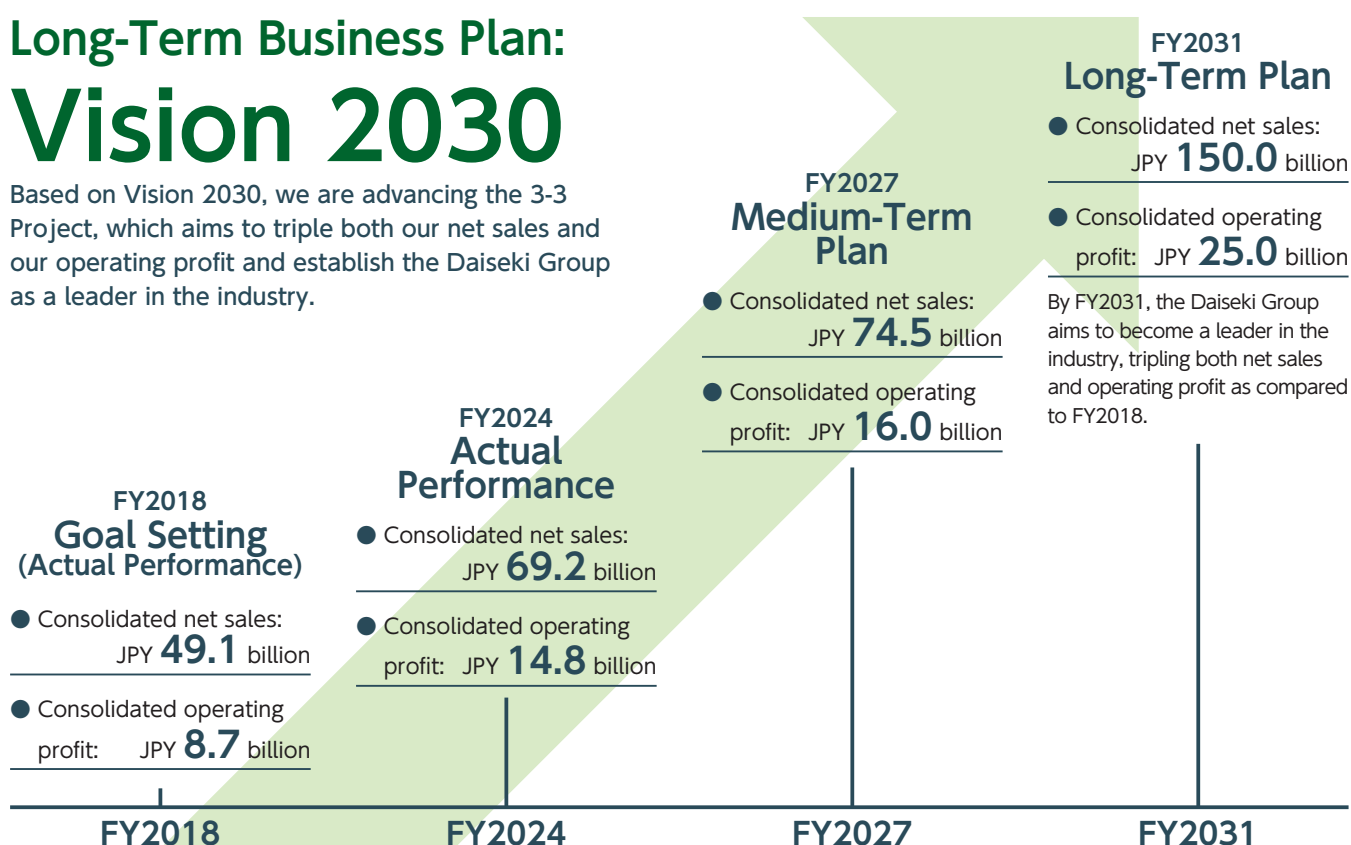 Long-Term Business Plan:
Vision 2030
Based on Vision 2030, we are advancing the 3-3
Project, which aims to triple both our net sales and
our operating profit and establish the Daiseki Group
as a leader in the industry.
FY2018
Goal Setting
(Actual Performance)
● Consolidated net sales:
JPY 49.1 billion
● Consolidated operating
profit: JPY 8.7 billion
FY2024
Actual
Performance
● Consolidated net sales:
JPY 69.2 billion
● Consolidated operating
profit: JPY 14.8 billion
FY2027
Medium-Term
Plan
● Consolidated net sales:
JPY 74.5 billion
● Consolidated operating
profit: JPY 16.0 billion
FY2031
Long-Term Plan
● Consolidated net sales:
JPY 150.0 billion
● Consolidated operating
profit: JPY 25.0 billion
By FY2031, the Daiseki Group
aims to become a leader in the
industry, tripling both net sales
and operating profit as compared
to FY2018.
FY2018
FY2024
FY2027
FY2031